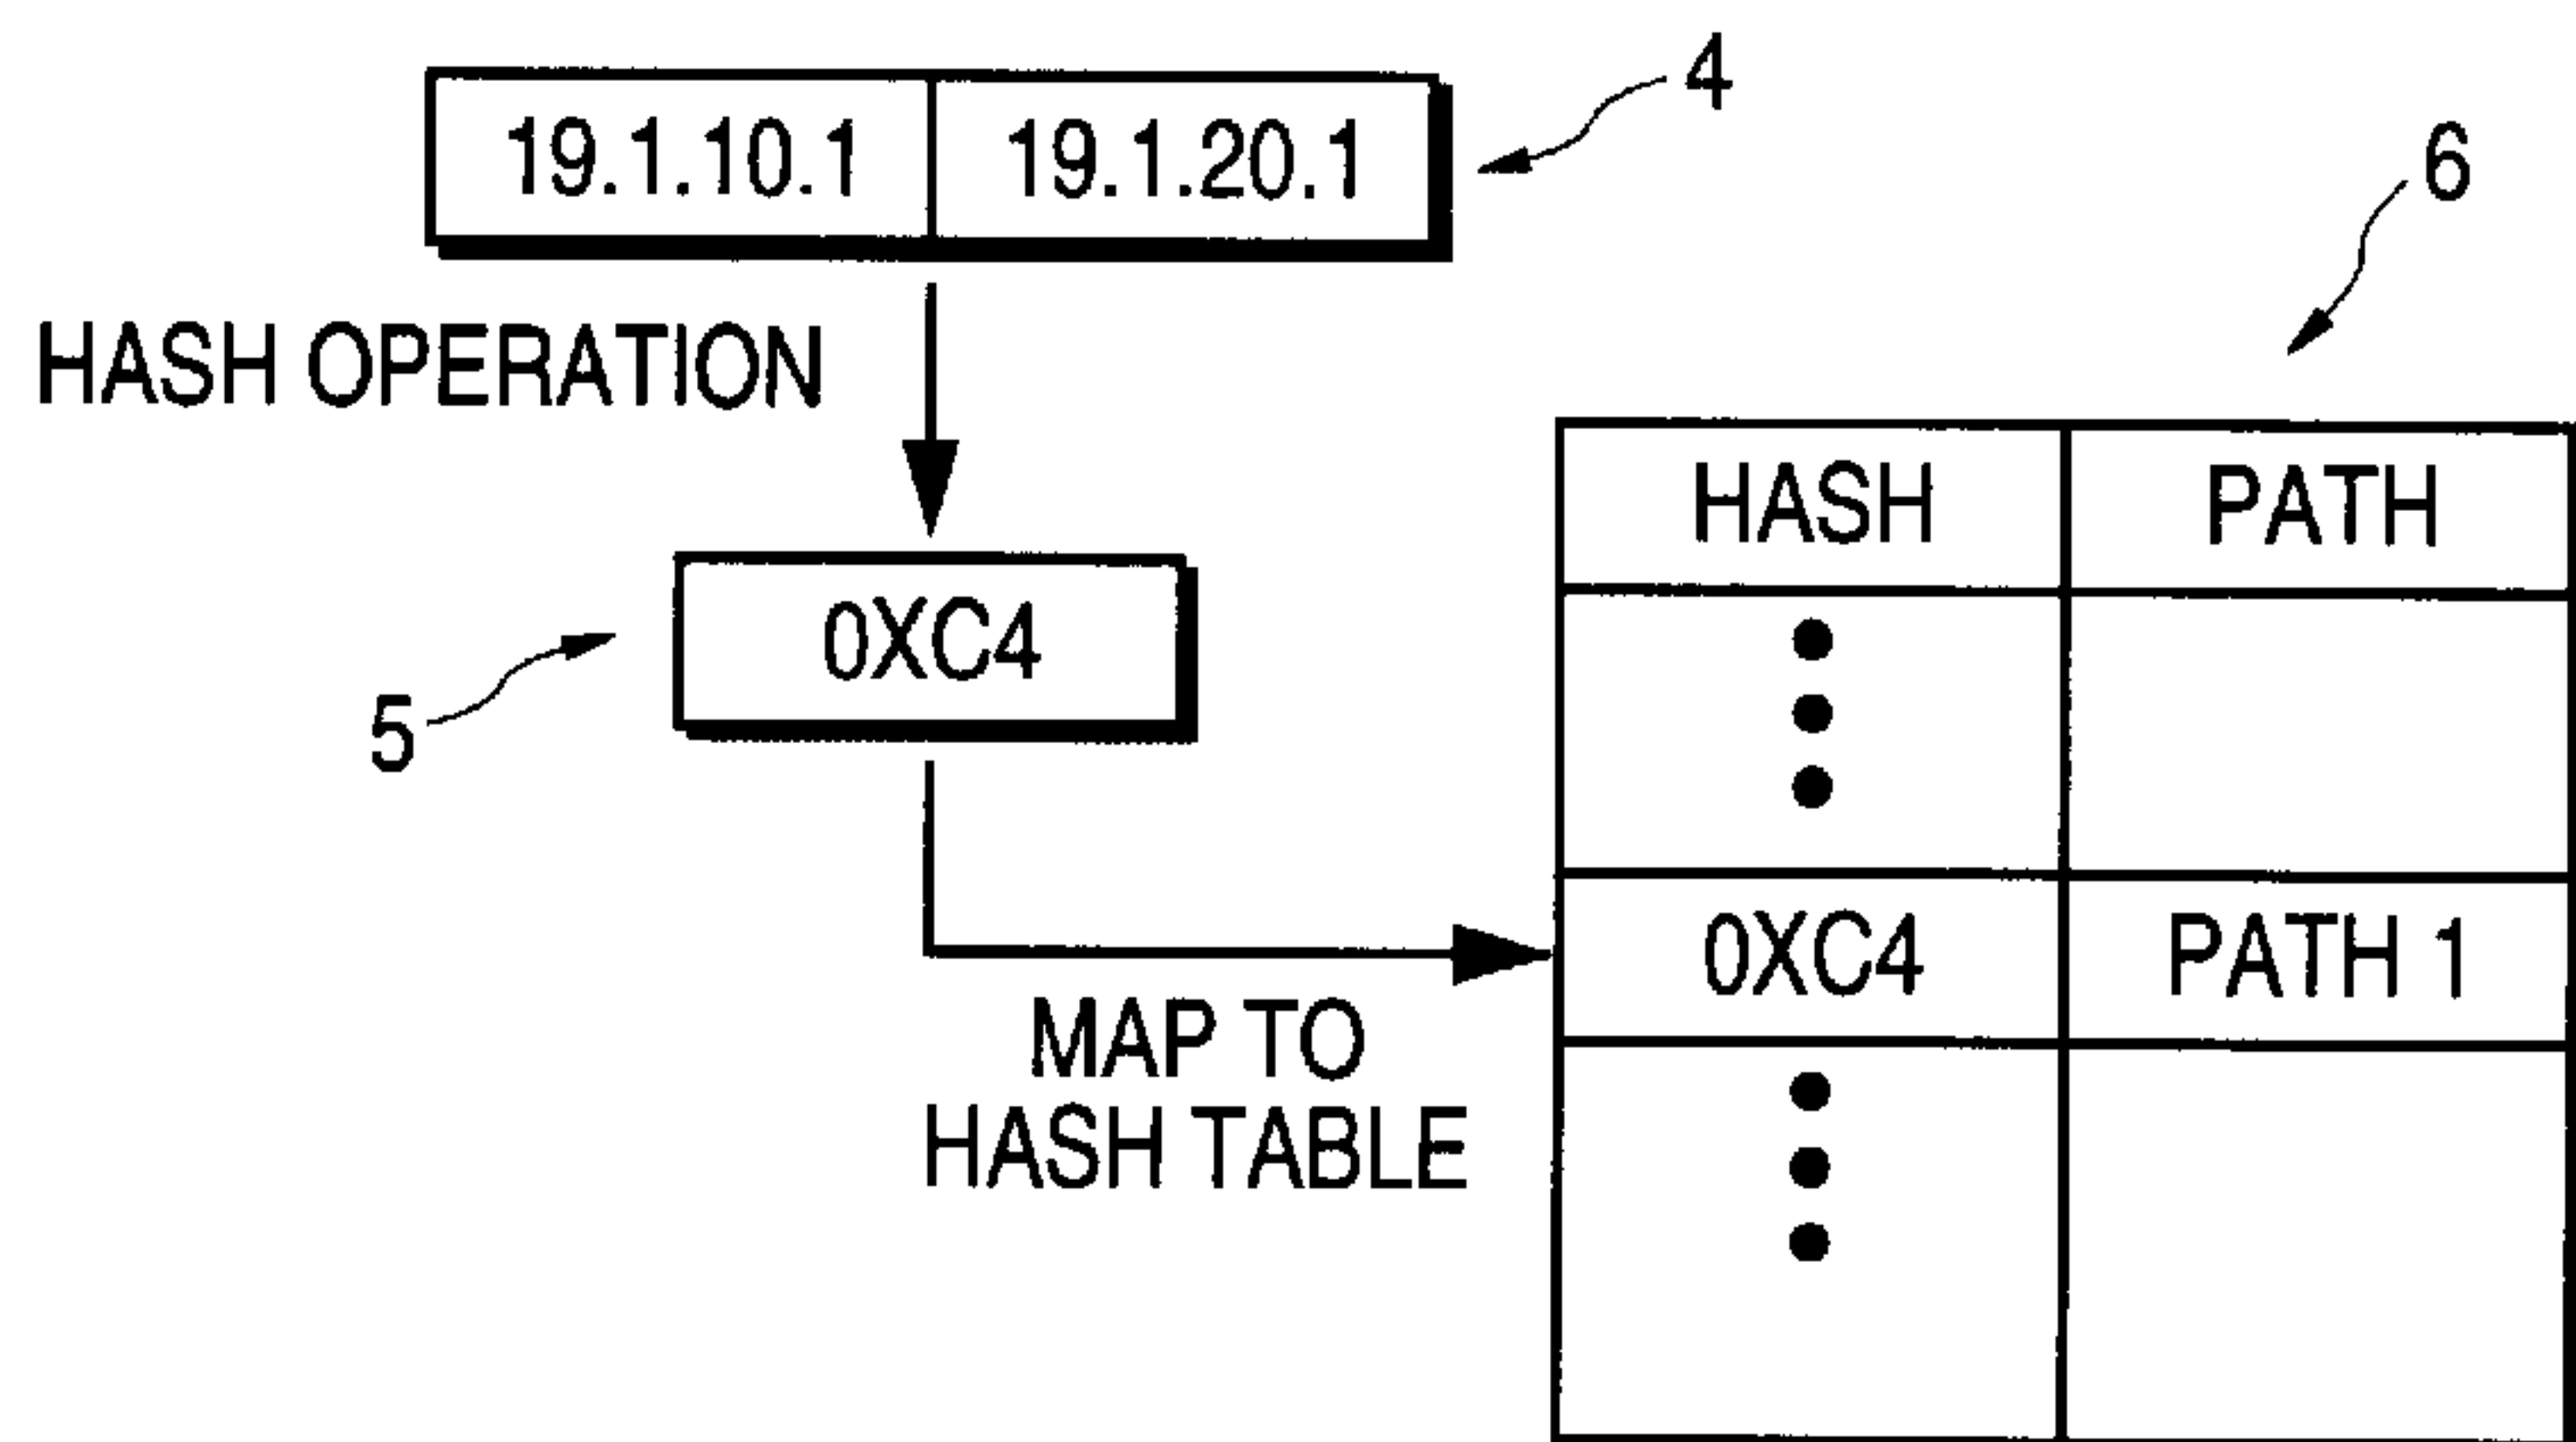 19.1.10.1 19.1.20.1
4
6
HASH OPERATION
HASH PATH
0XC4
5
0XC4 PATH 1
MAP TO
HASH TABLE